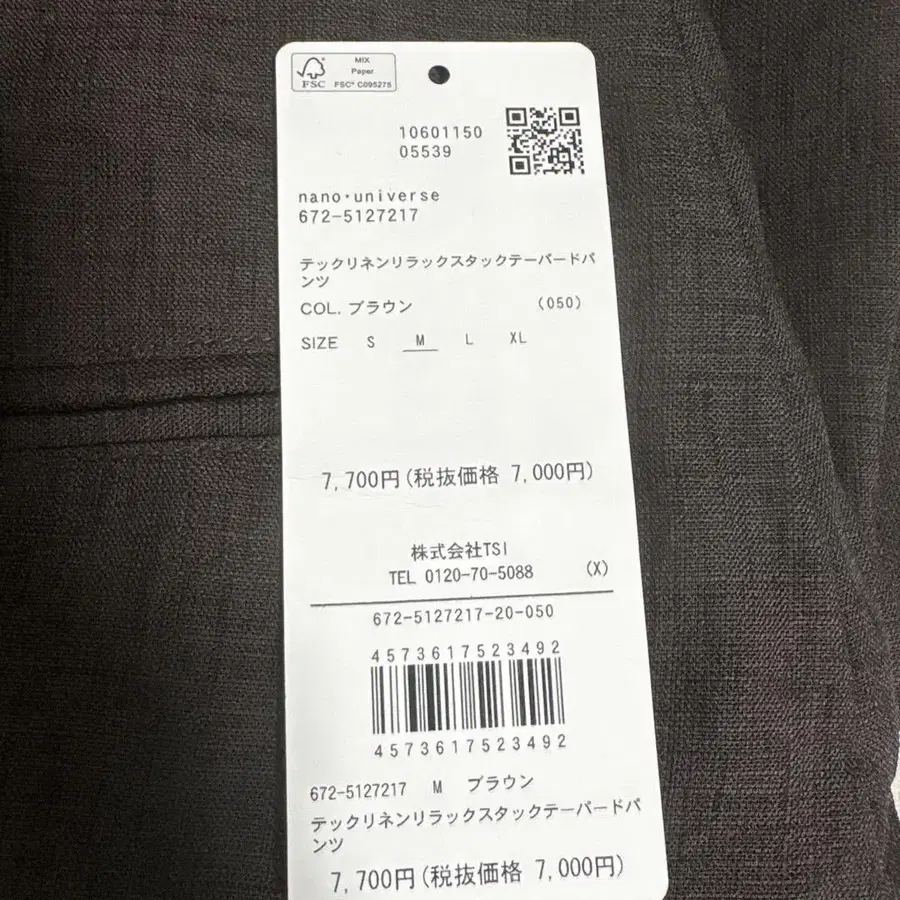 MIX
Paper
FSC® C095275
FSC
10601150
05539
nano・universe
672-5127217
テックリネンリラックスタックテーパードパ
ンツ
COL. ブラウン (050)
SIZE S M L XL
7,700円(税抜価格 7,000円)
株式会社TSI
TEL 0120-70-5088 (X)
672-5127217-20-050
4573617523492
4573617523492
672-5127217 M ブラウン
テックリネンリラックスタックテーパードパ
ンツ
7,700円(税抜価格 7,000円)